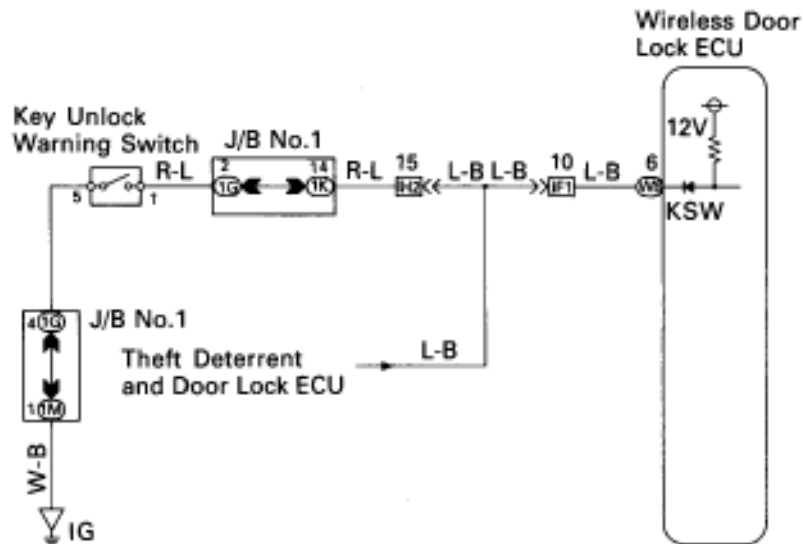 Wireless Door
Lock ECU
Key Unlock
Warning Switch
J/B No.1
12V
R-L
2
14
R-L
15
L-B L-B
10
L-B
6
5
1
1G
1K
IH2
IF1
KSW
4
1G
J/B No.1
Theft Deterrent
and Door Lock ECU
L-B
1
1M
W-B
IG